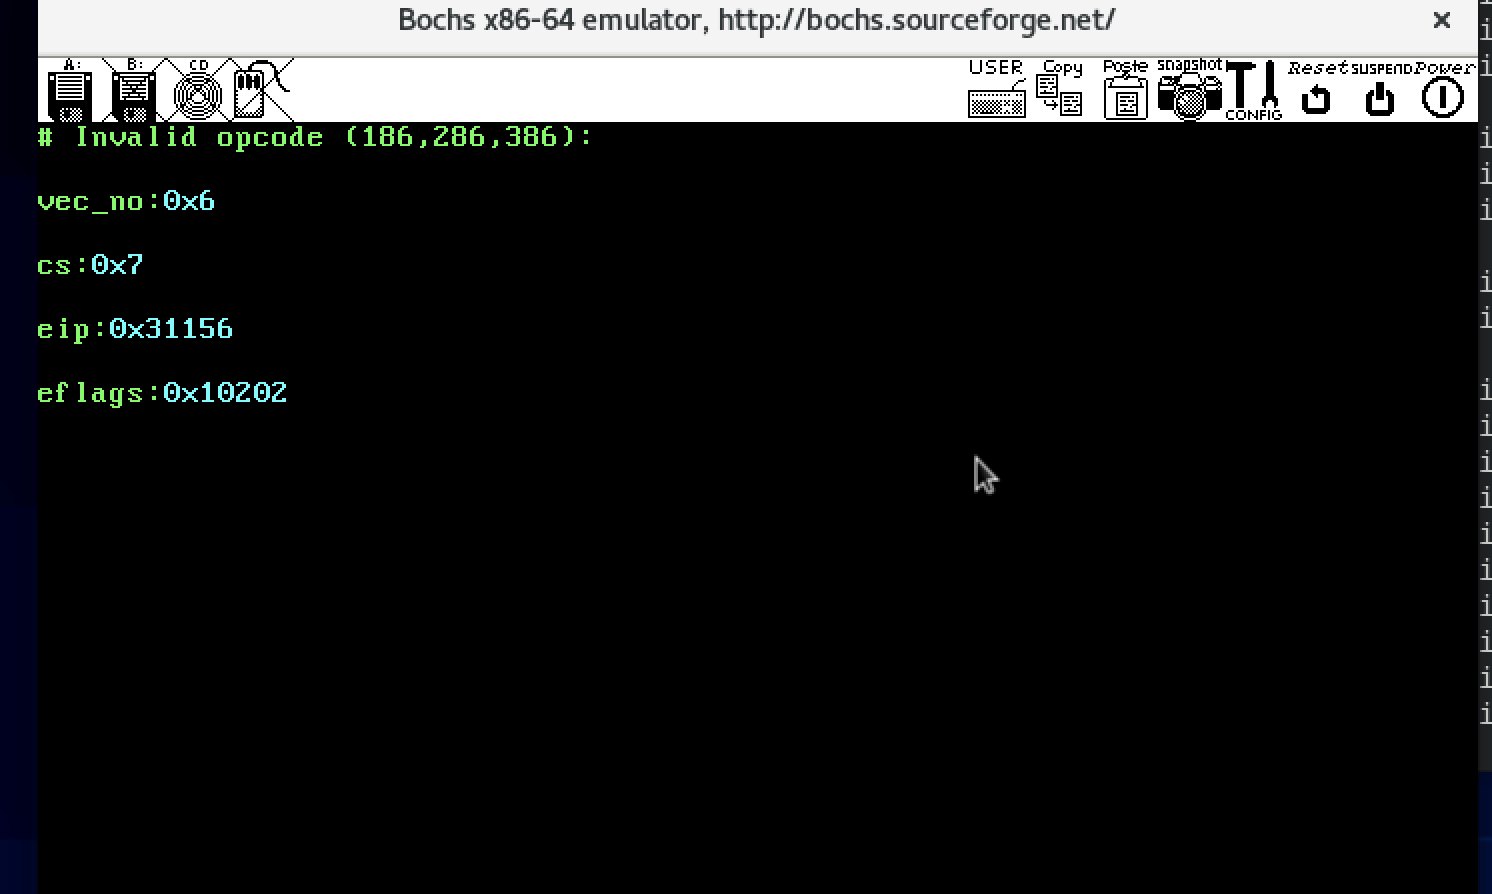 Bochs x86-64 emulator, http://bochs.sourceforge.net/ ×
A: B: CD USER Copy Paste snapshot CONFIG Reset SUSPEND Power
# Invalid opcode (186,286,386):
vec_no:0x6
cs:0x7
eip:0x31156
eflags:0x10202